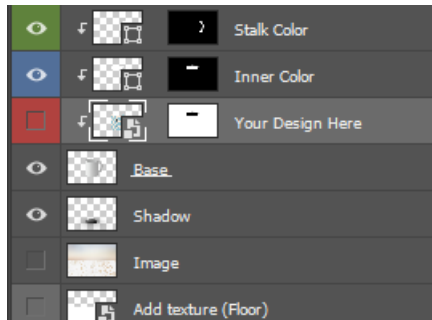 Stalk Color
Inner Color
Your Design Here
Base
Shadow
Image
Add texture (Floor)